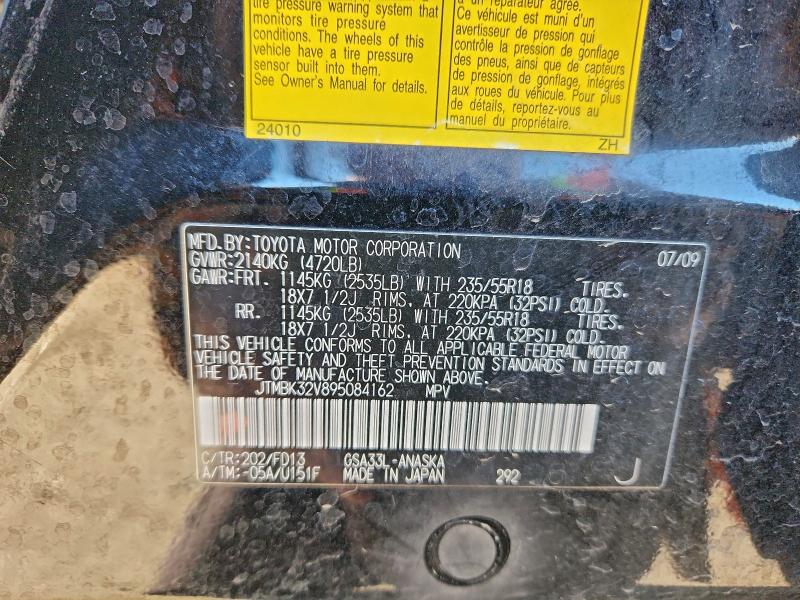 tire pressure warning system that
monitors tire pressure
conditions. The wheels of this
vehicle have a tire pressure
sensor built into them.
See Owner's Manual for details.
24010
un réparateur agréé.
Ce véhicule est muni d'un
avertisseur de pression qui
contrôle la pression de gonflage
des pneus, ainsi que de capteurs
de pression de gonflage, intégrés
aux roues du véhicule. Pour plus
de détails, reportez-vous au
manuel du propriétaire.
ZH
MFD.BY:TOYOTA MOTOR CORPORATION 07/09
GVWR:2140KG (4720LB)
GAWR:FRT. 1145KG (2535LB) WITH 235/55R18 TIRES.
18X7 1/2J RIMS, AT 220KPA (32PSI) COLD.
RR. 1145KG (2535LB) WITH 235/55R18 TIRES.
18X7 1/2J RIMS, AT 220KPA (32PSI) COLD.
THIS VEHICLE CONFORMS TO ALL APPLICABLE FEDERAL MOTOR
VEHICLE SAFETY AND THEFT PREVENTION STANDARDS IN EFFECT ON
THE DATE OF MANUFACTURE SHOWN ABOVE.
JTMBK32V895084162 MPV
C/TR:202/FD13 GSA33L-ANASKA
A/TM:-05A/U151F MADE IN JAPAN 292 J